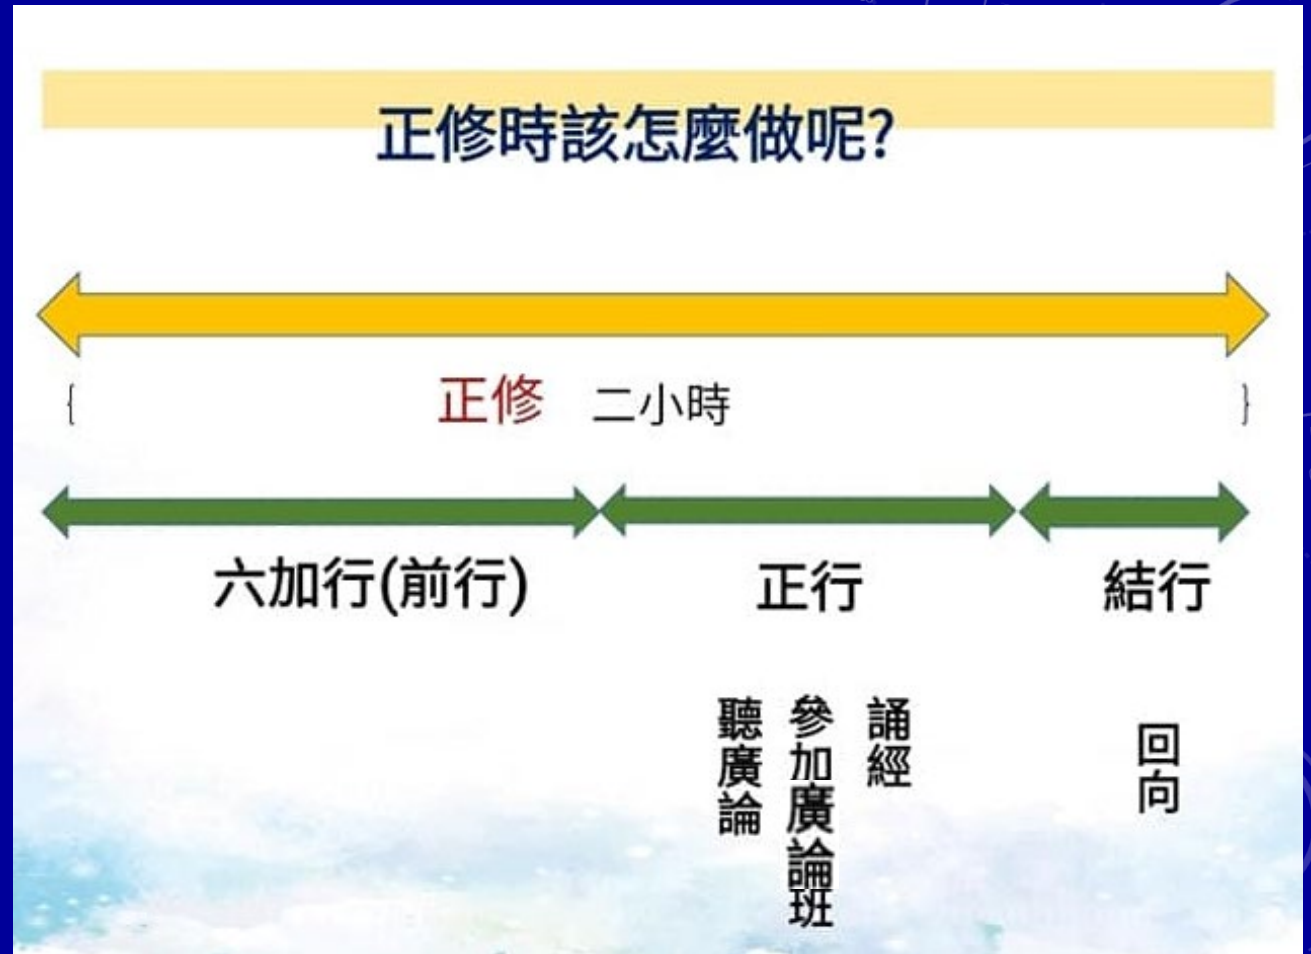 正修時該怎麼做呢?
{ 正修 二小時 }
六加行(前行) 正行 結行
誦經
參加廣論班
聽廣論
回向